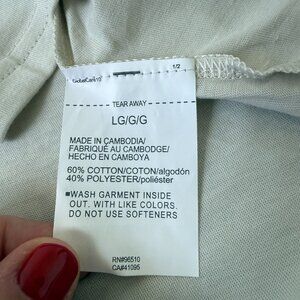 1/2
TEAR AWAY
LG/G/G
MADE IN CAMBODIA/
FABRIQUÉ AU CAMBODGE/
HECHO EN CAMBOYA
60% COTTON/COTON/algodón
40% POLYESTER/poliéster
■WASH GARMENT INSIDE
OUT. WITH LIKE COLORS.
DO NOT USE SOFTENERS
RN#96510
CA#41095